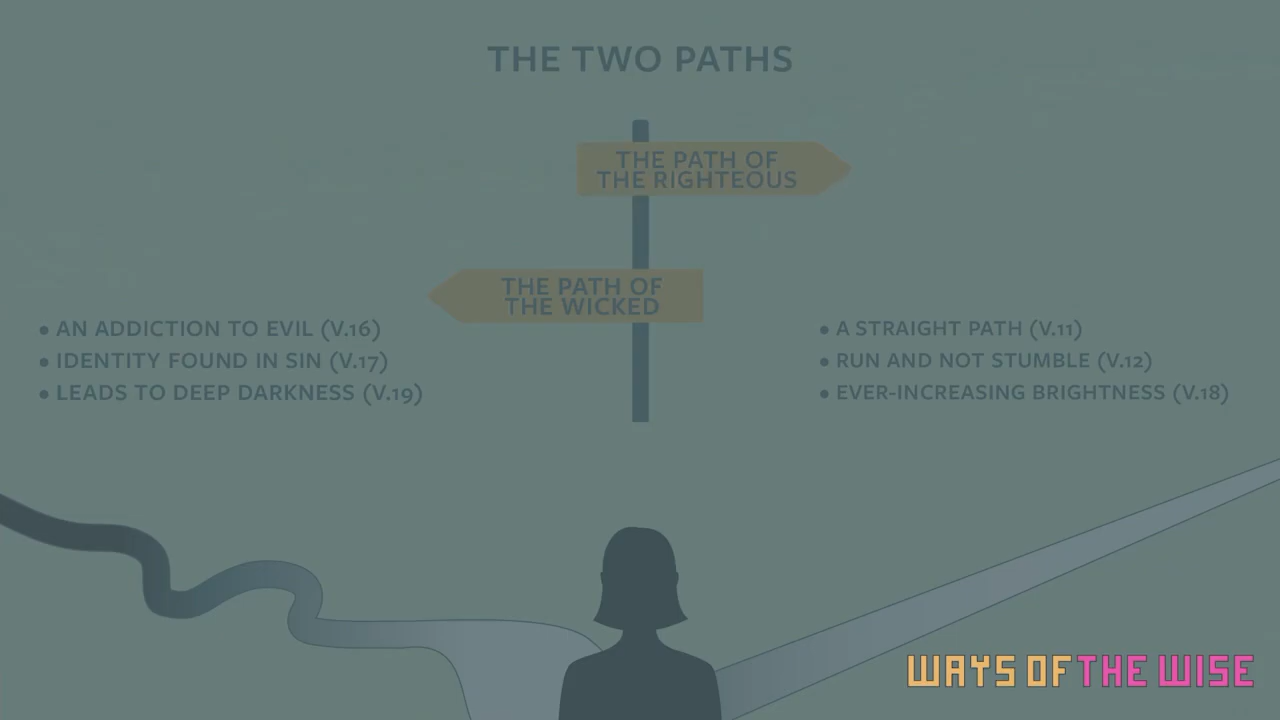 THE TWO PATHS
THE PATH OF
THE RIGHTEOUS
THE PATH OF
THE WICKED
• AN ADDICTION TO EVIL (V.16)
• IDENTITY FOUND IN SIN (V.17)
• LEADS TO DEEP DARKNESS (V.19)
• A STRAIGHT PATH (V.11)
• RUN AND NOT STUMBLE (V.12)
• EVER-INCREASING BRIGHTNESS (V.18)
WAYS OF THE WISE